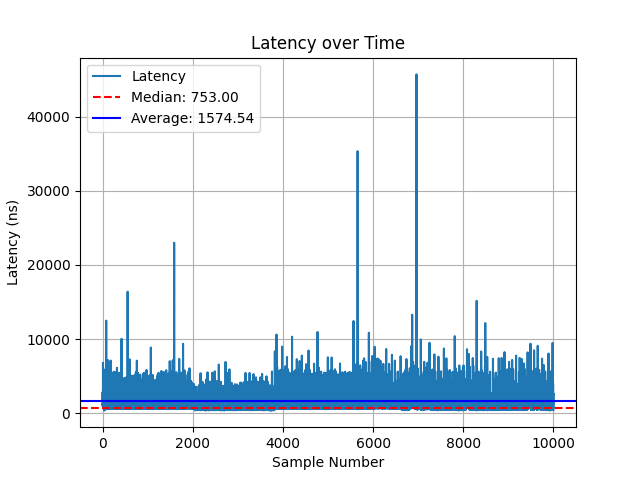 Latency over Time
Latency
Median: 753.00
Average: 1574.54
Latency (ns)
40000
30000
20000
10000
0
0 2000 4000 6000 8000 10000
Sample Number